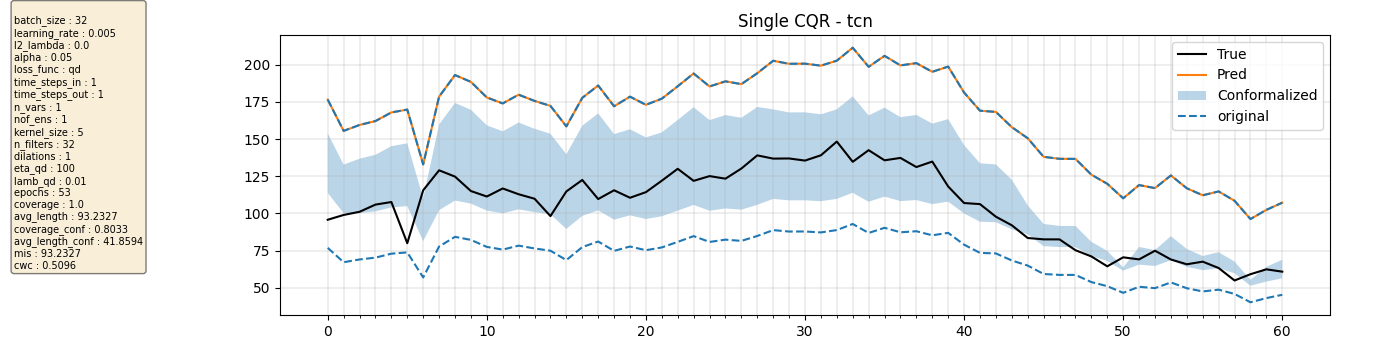 Single CQR - tcn
batch_size : 32
learning_rate : 0.005
l2_lambda : 0.0
alpha : 0.05
loss_func : qd
time_steps_in : 1
time_steps_out : 1
n_vars : 1
nof_ens : 1
kernel_size : 5
n_filters : 32
dilations : 1
eta_qd : 100
lamb_qd : 0.01
epochs : 53
coverage : 1.0
avg_length : 93.2327
coverage_conf : 0.8033
avg_length_conf : 41.8594
mis : 93.2327
cwc : 0.5096
200
175
150
125
100
75
50
0 10 20 30 40 50 60
True
Pred
Conformalized
original